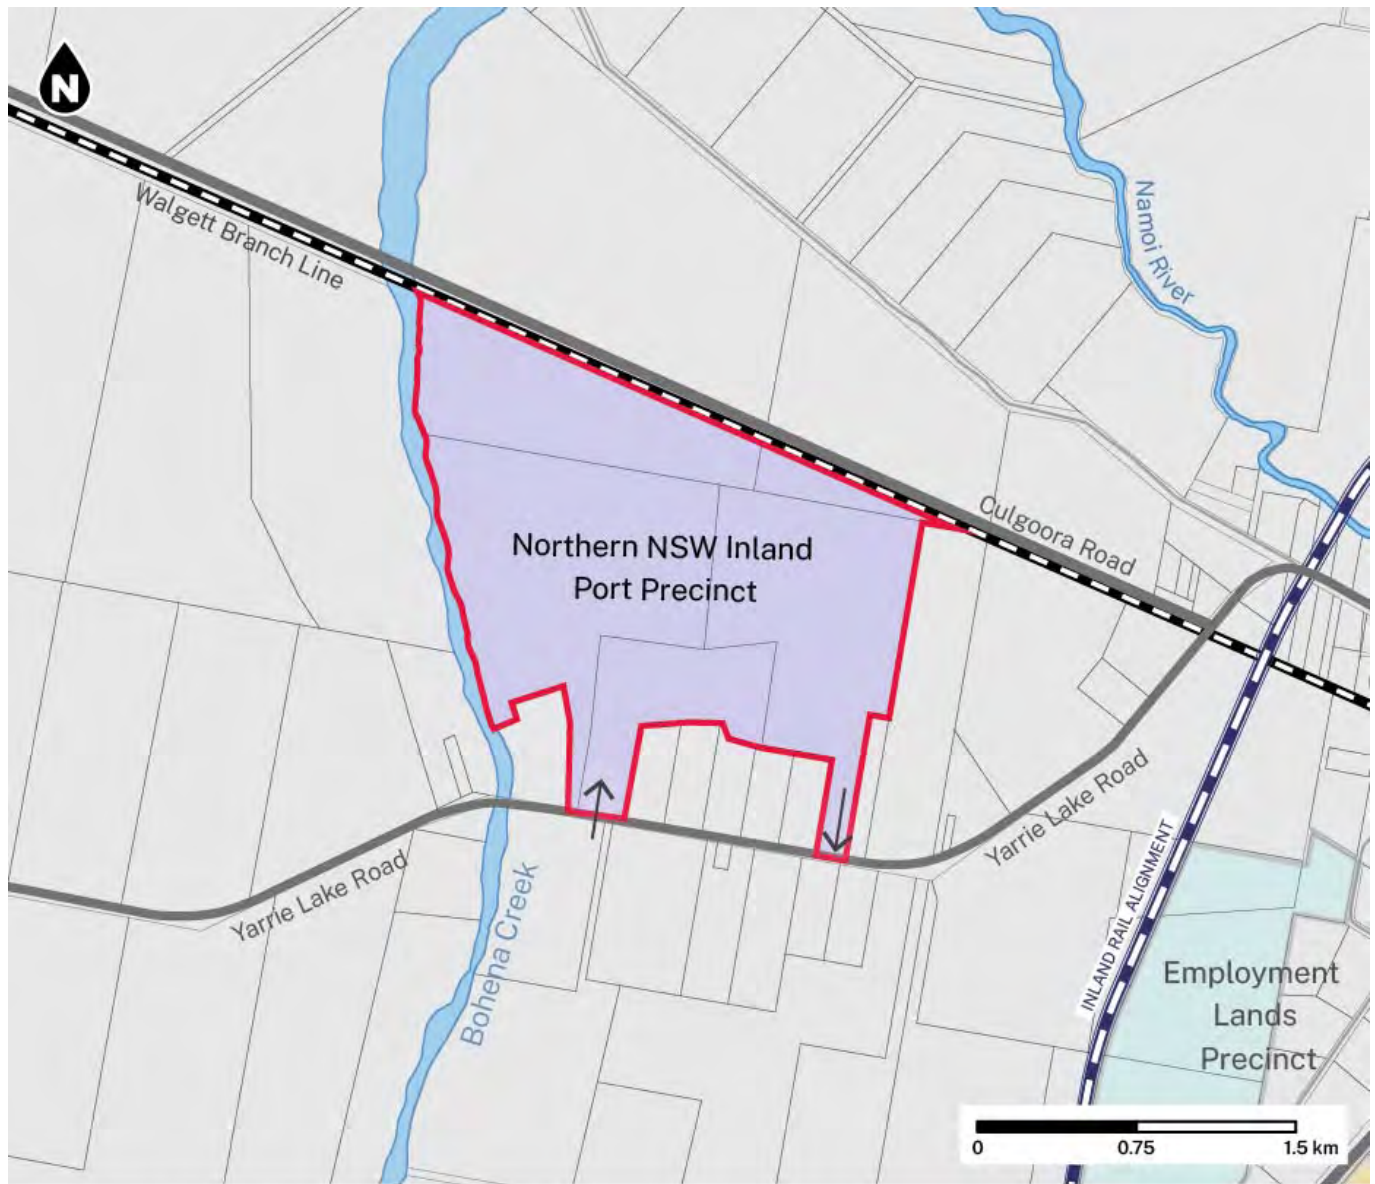 N
Walgett Branch Line
Namoi River
Culgoora Road
Northern NSW Inland
Port Precinct
Yarrie Lake Road
Yarrie Lake Road
Bohena Creek
INLAND RAIL ALIGNMENT
Employment
Lands
Precinct
0 0.75 1.5 km